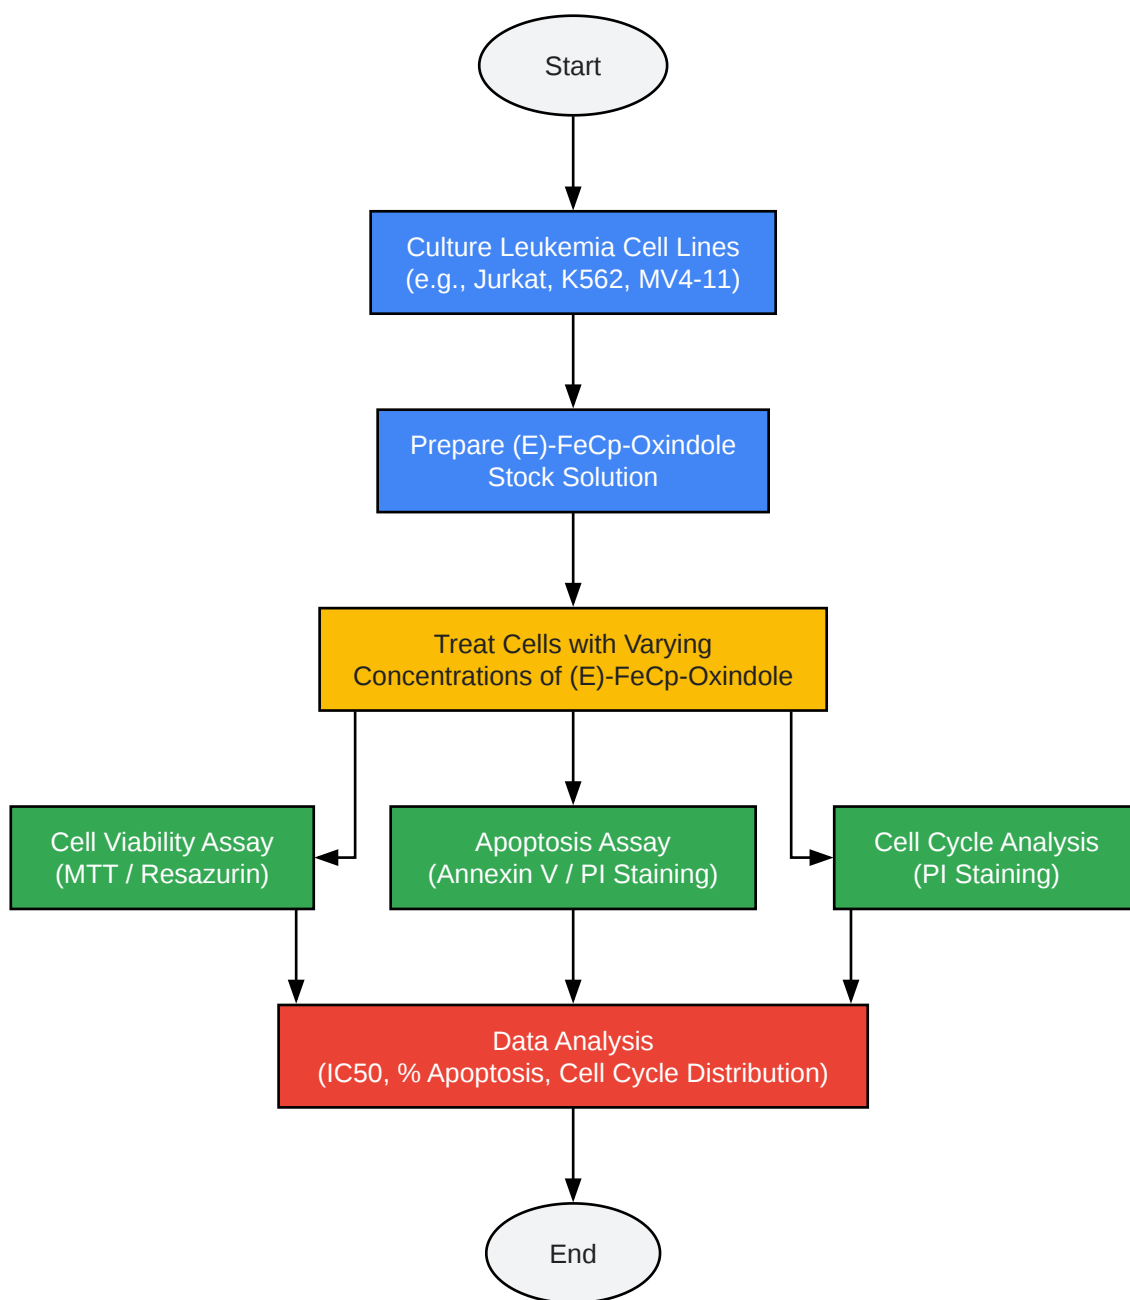 Start
Culture Leukemia Cell Lines
(e.g., Jurkat, K562, MV4-11)
Prepare (E)-FeCp-Oxindole
Stock Solution
Treat Cells with Varying
Concentrations of (E)-FeCp-Oxindole
Cell Viability Assay
(MTT / Resazurin)
Apoptosis Assay
(Annexin V / PI Staining)
Cell Cycle Analysis
(PI Staining)
Data Analysis
(IC50, % Apoptosis, Cell Cycle Distribution)
End